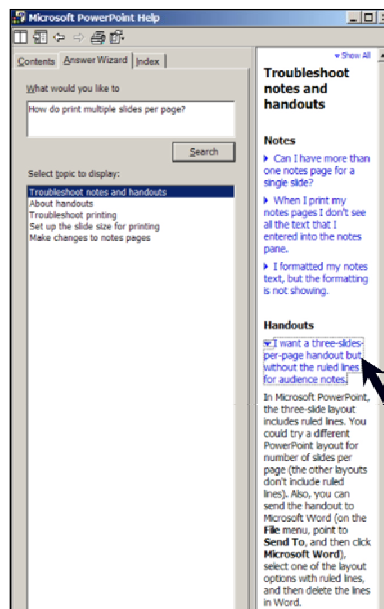 Microsoft PowerPoint Help
Contents Answer Wizard Index
What would you like to
How do print multiple slides per page?
Search
Select topic to display:
Troubleshoot notes and handouts
About handouts
Troubleshoot printing
Set up the slide size for printing
Make changes to notes pages
Show All
Troubleshoot
notes and
handouts
Notes
Can I have more than
one notes page for a
single slide?
When I print my
notes pages I don't see
all the text that I
entered into the notes
pane.
I formatted my notes
text, but the formatting
is not showing.
Handouts
I want a three-slides-
per-page handout but
without the ruled lines
for audience notes.
In Microsoft PowerPoint,
the three-slide layout
includes ruled lines. You
could try a different
PowerPoint layout for
number of slides per
page (the other layouts
don't include ruled
lines). Also, you can
send the handout to
Microsoft Word (on the
File menu, point to
Send To, and then click
Microsoft Word),
select one of the layout
options with ruled lines,
and then delete the lines
in Word.